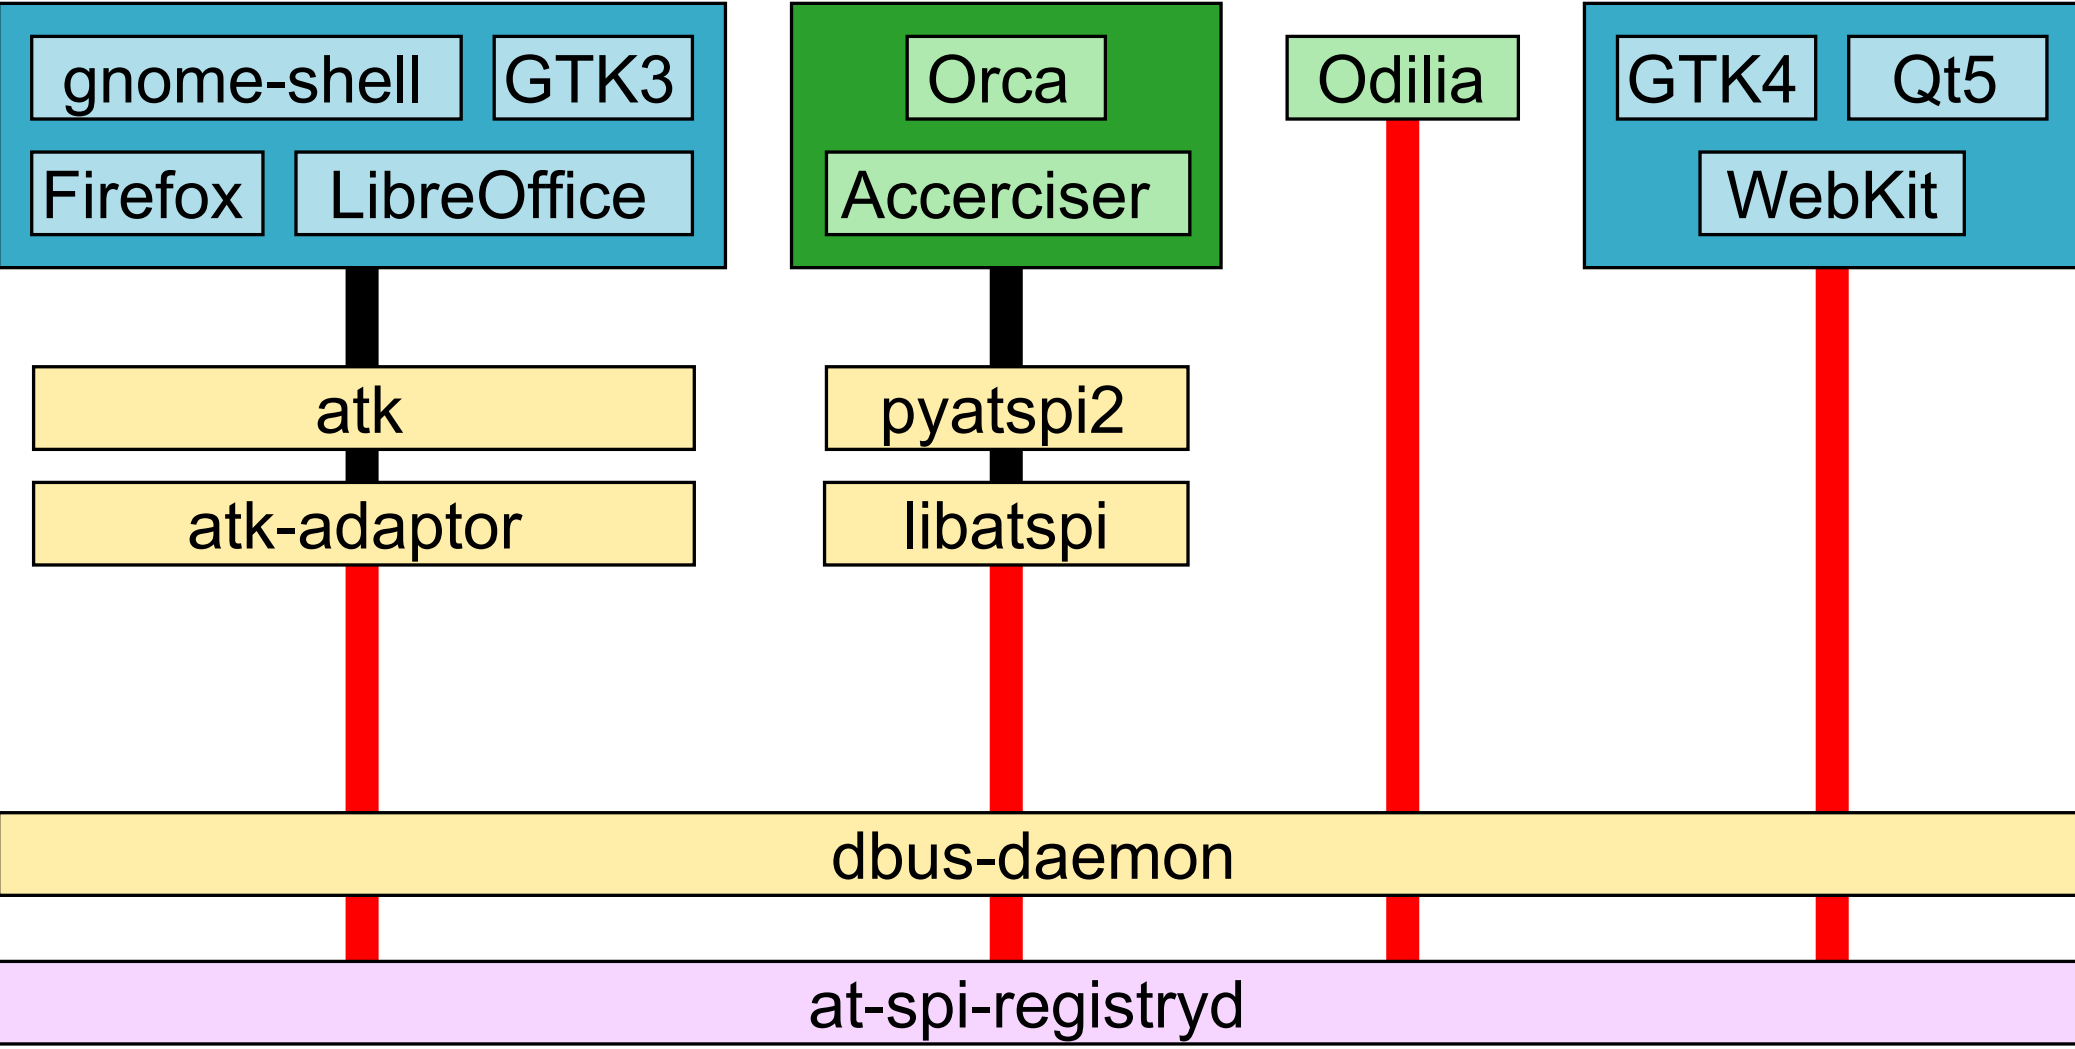 gnome-shell
GTK3
Firefox
LibreOffice
Orca
Accerciser
Odilia
GTK4
Qt5
WebKit
atk
atk-adaptor
pyatspi2
libatspi
dbus-daemon
at-spi-registryd